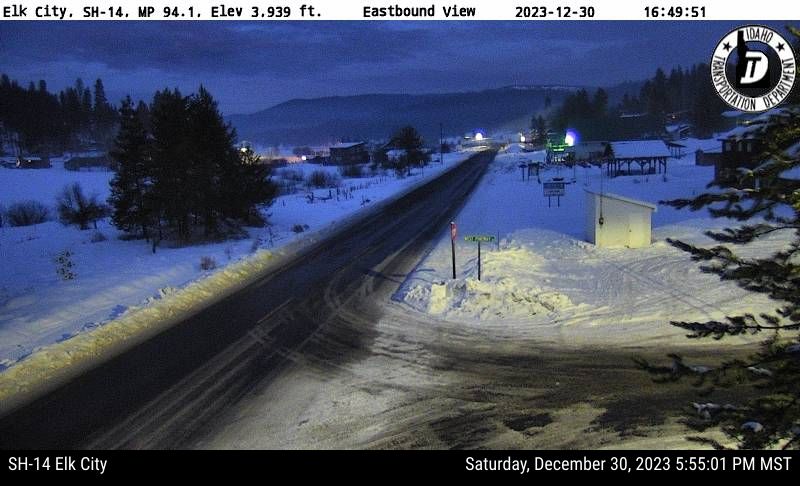 Elk City, SH-14, MP 94.1, Elev 3,939 ft. Eastbound View 2023-12-30 16:49:51
IDAHO
TRANSPORTATION DEPARTMENT
SH-14 Elk City Saturday, December 30, 2023 5:55:01 PM MST